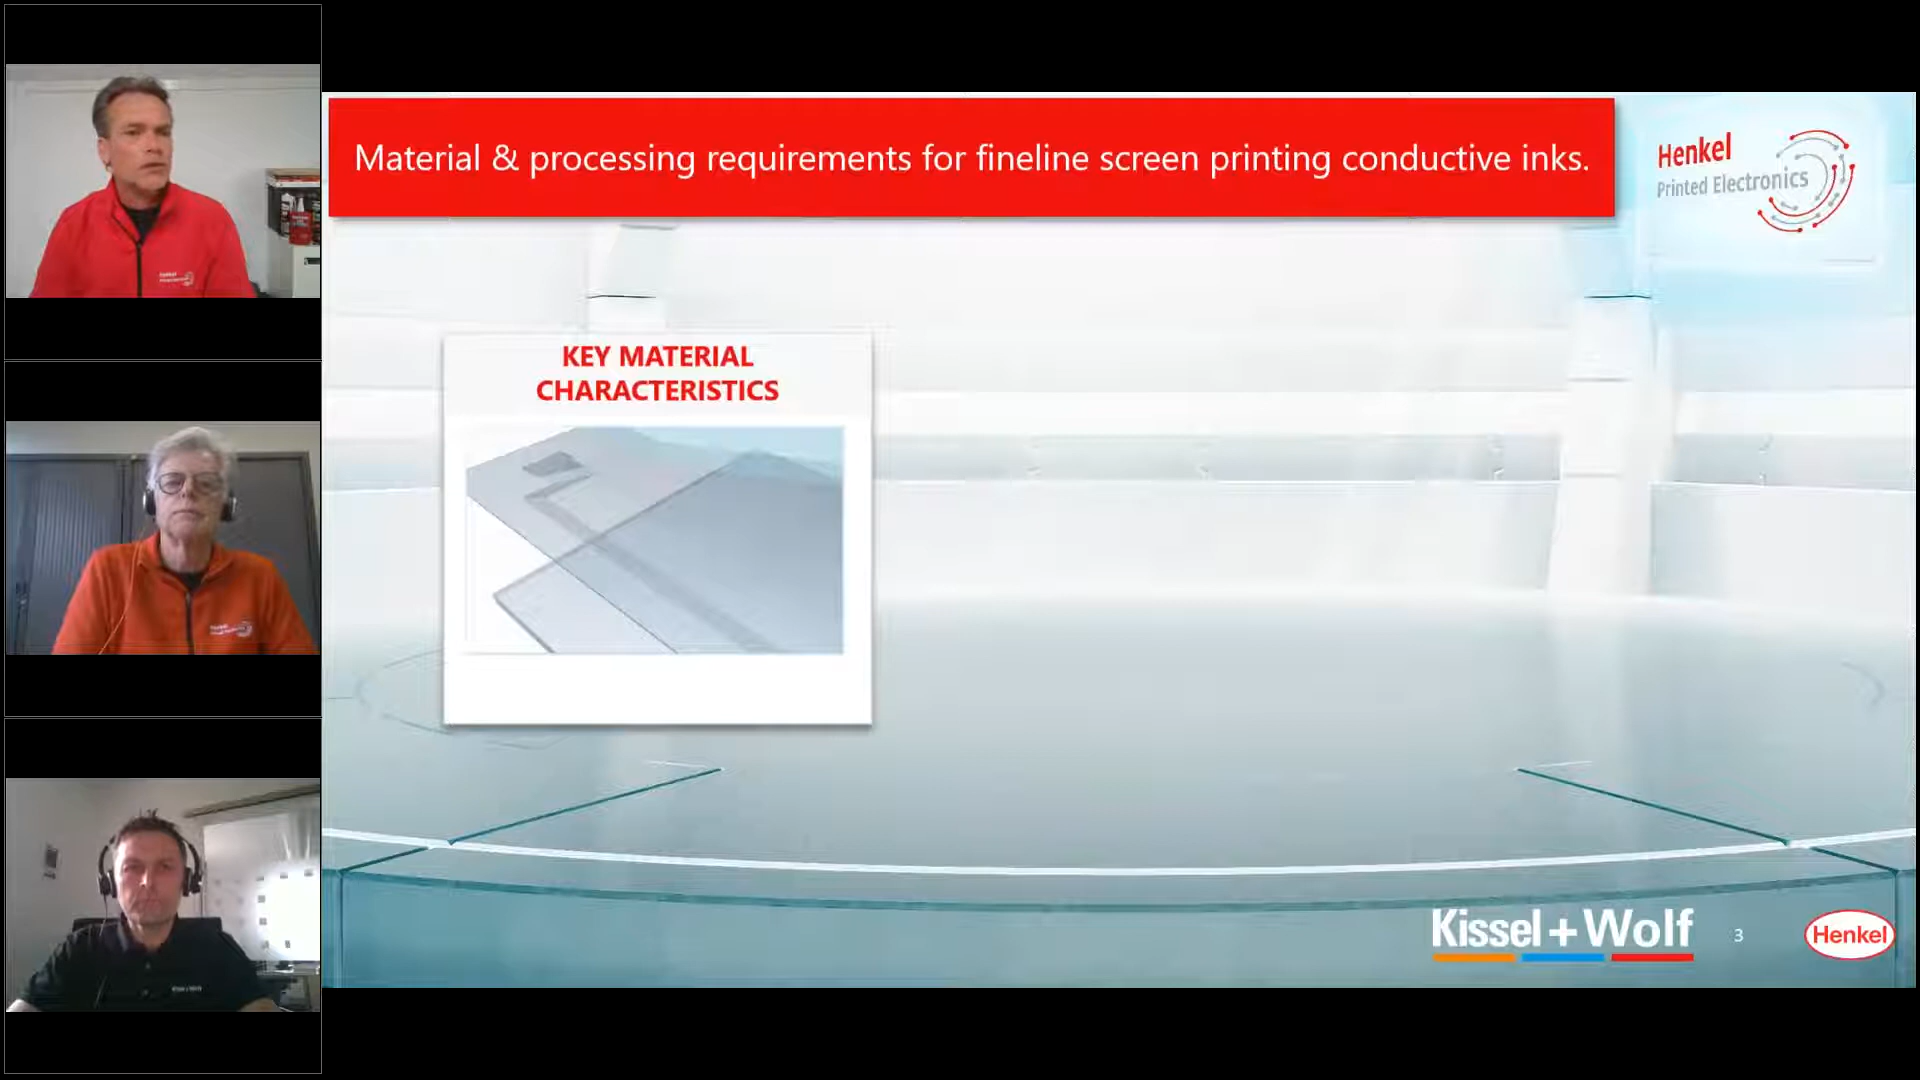 Material & processing requirements for fineline screen printing conductive inks.
Henkel
Printed Electronics
KEY MATERIAL
CHARACTERISTICS
Kissel+Wolf
3
Henkel
Henkel